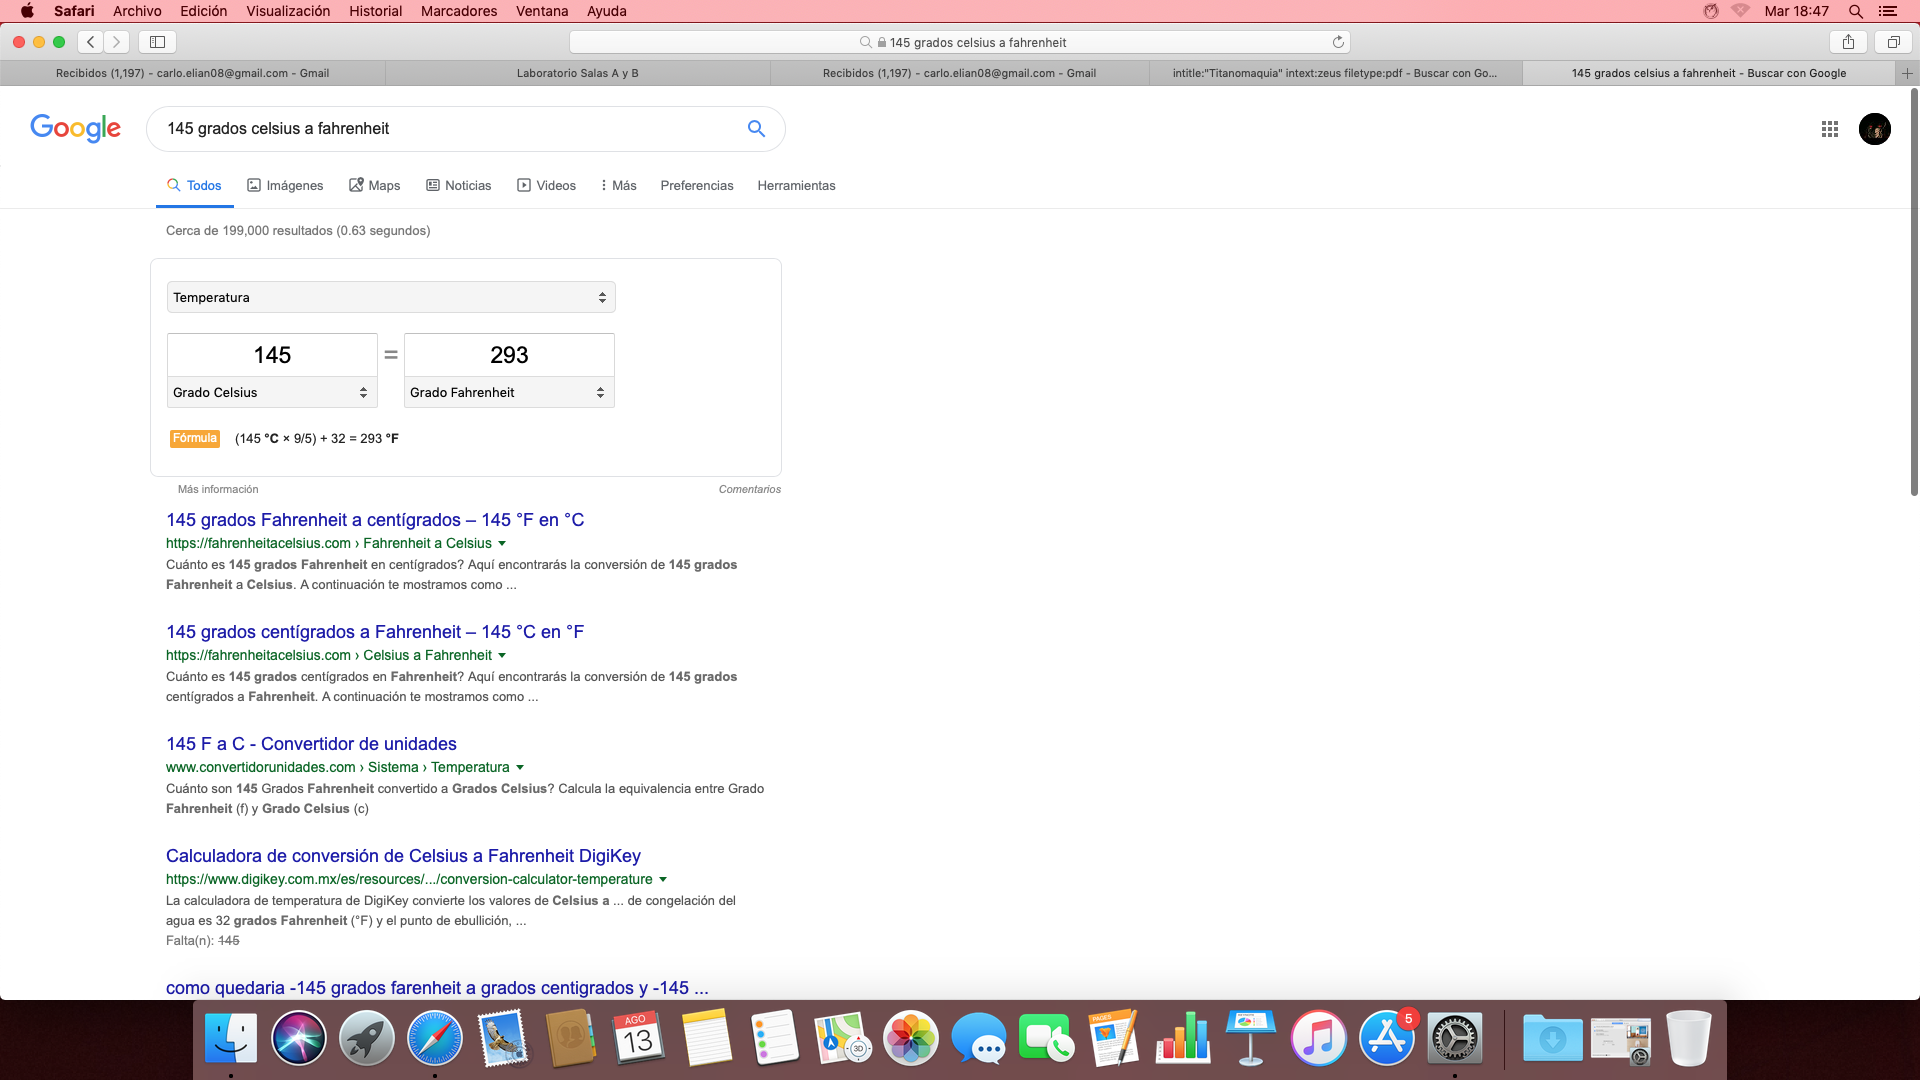 Safari Archivo Edición Visualización Historial Marcadores Ventana Ayuda Mar 18:47
145 grados celsius a fahrenheit
Recibidos (1,197) - carlo.elian08@gmail.com - Gmail
Laboratorio Salas A y B
Recibidos (1,197) - carlo.elian08@gmail.com - Gmail
intitle:"Titanomaquia" intext:zeus filetype:pdf - Buscar con Go...
145 grados celsius a fahrenheit - Buscar con Google
Google
145 grados celsius a fahrenheit
Todos Imágenes Maps Noticias Videos Más Preferencias Herramientas
Cerca de 199,000 resultados (0.63 segundos)
Temperatura
145 = 293
Grado Celsius Grado Fahrenheit
Fórmula (145 °C × 9/5) + 32 = 293 °F
Más información Comentarios
145 grados Fahrenheit a centígrados – 145 °F en °C
https://fahrenheitacelsius.com › Fahrenheit a Celsius
Cuánto es 145 grados Fahrenheit en centígrados? Aquí encontrarás la conversión de 145 grados
Fahrenheit a Celsius. A continuación te mostramos como ...
145 grados centígrados a Fahrenheit – 145 °C en °F
https://fahrenheitacelsius.com › Celsius a Fahrenheit
Cuánto es 145 grados centígrados en Fahrenheit? Aquí encontrarás la conversión de 145 grados
centígrados a Fahrenheit. A continuación te mostramos como ...
145 F a C - Convertidor de unidades
www.convertidorunidades.com › Sistema › Temperatura
Cuánto son 145 Grados Fahrenheit convertido a Grados Celsius? Calcula la equivalencia entre Grado
Fahrenheit (f) y Grado Celsius (c)
Calculadora de conversión de Celsius a Fahrenheit DigiKey
https://www.digikey.com.mx/es/resources/.../conversion-calculator-temperature
La calculadora de temperatura de DigiKey convierte los valores de Celsius a ... de congelación del
agua es 32 grados Fahrenheit (°F) y el punto de ebullición, ...
Falta(n): 145
como quedaria -145 grados farenheit a grados centigrados y -145 ...
AGO
13
3D
PAGES
KEYNOTE
5